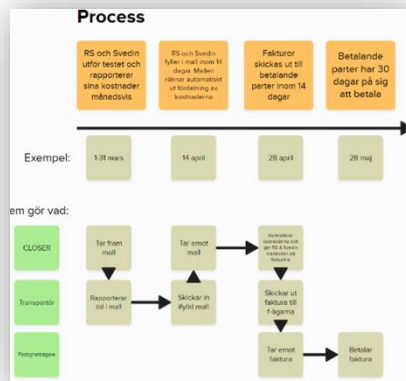 Process
RS och Svedin
utför testet och
rapporterar
sina kostnader
månadsvis
RS och Svedin
fyller i mall inom 14
dagar. Mallen
räknar automatiskt
ut fördelning av
kostnaderna
Fakturor
skickes ut till
betalande
parter inom 14
dagar
Betalande
parter har 30
dagar på sig
att betala
Exempel:
1-31 mars
14 april
28 april
28 maj
em gör vad:
CLOSER
Tar fram
mall
Tar emot
mall
Transportör
Rapporterar
tid i mall
Skickar in
ifylld mall
Skickar ut
faktura till
f-ägarna
Fastighetsägare
Tar emot
faktura
Betalar
faktura